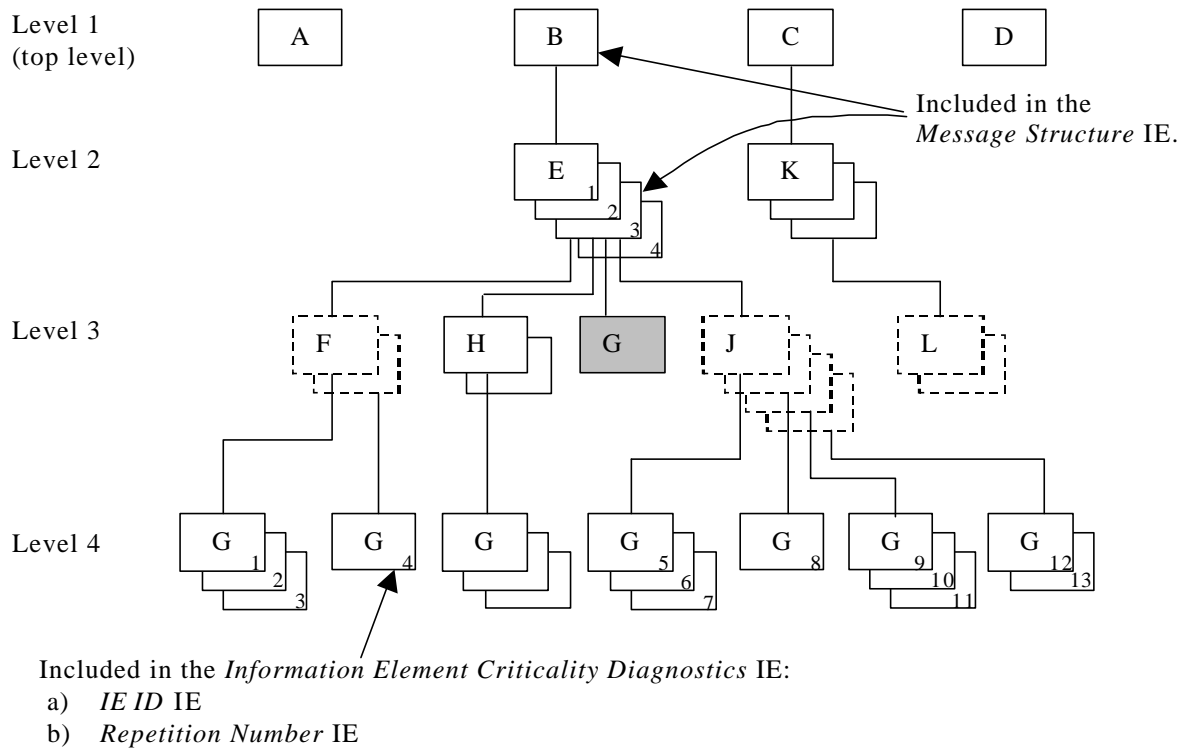 Level 1
(top level)
A
B
C
D
Included in the
Message Structure IE.
Level 2
E
1
2
3
4
K
Level 3
F
H
G
J
L
Level 4
G
1
2
3
G
4
G
G
5
6
7
G
8
G
9
10
11
G
12
13
Included in the Information Element Criticality Diagnostics IE:
a) IE ID IE
b) Repetition Number IE